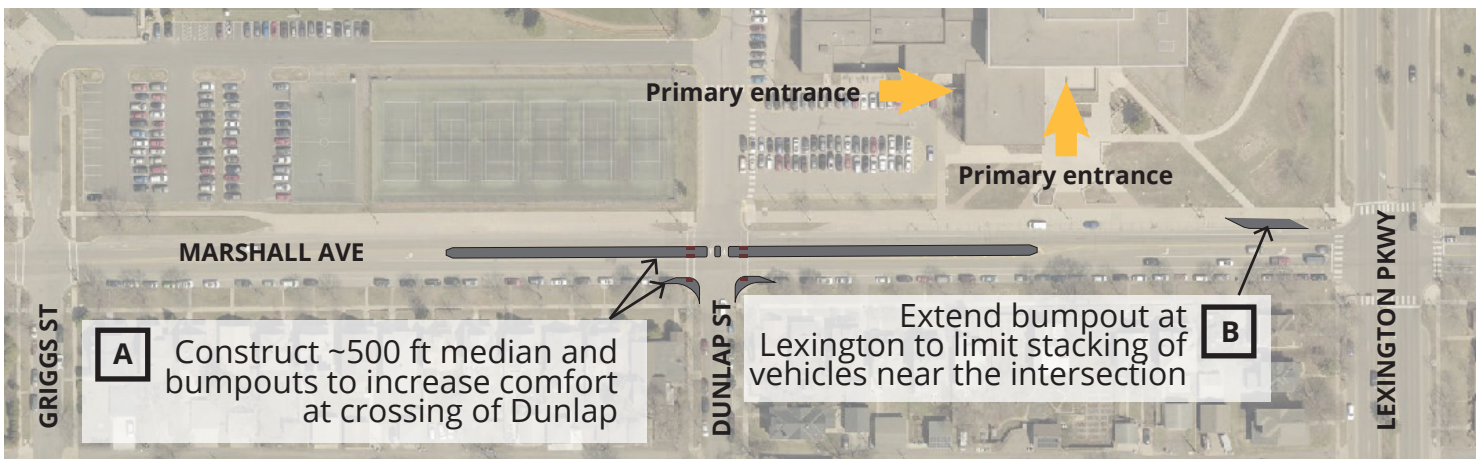 Primary entrance
Primary entrance
MARSHALL AVE
GRIGGS ST
A
Construct ~500 ft median and
bumpouts to increase comfort
at crossing of Dunlap
DUNLAP ST
Extend bumpout at
Lexington to limit stacking of
vehicles near the intersection
B
LEXINGTON PKWY